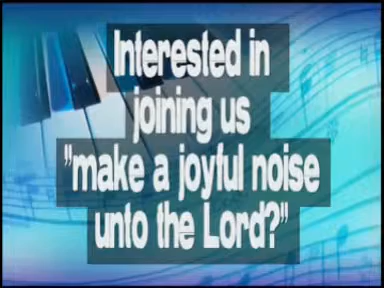 Interested in
joining us
"make a joyful noise
unto the Lord?"